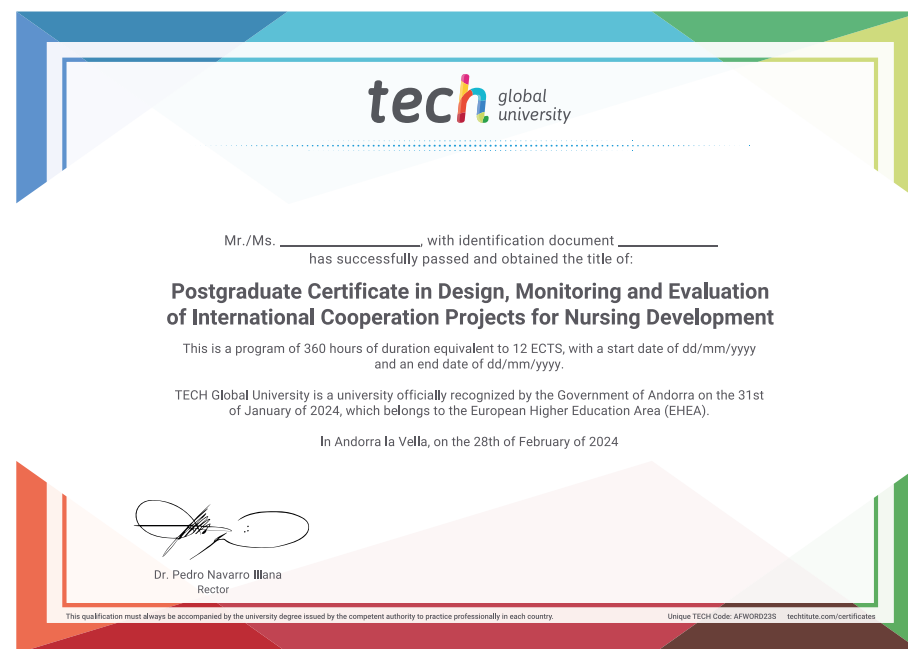 tech global
university
Mr./Ms. ____________________, with identification document ______________
has successfully passed and obtained the title of:
Postgraduate Certificate in Design, Monitoring and Evaluation
of International Cooperation Projects for Nursing Development
This is a program of 360 hours of duration equivalent to 12 ECTS, with a start date of dd/mm/yyyy
and an end date of dd/mm/yyyy.
TECH Global University is a university officially recognized by the Government of Andorra on the 31st
of January of 2024, which belongs to the European Higher Education Area (EHEA).
In Andorra la Vella, on the 28th of February of 2024
Dr. Pedro Navarro Illana
Rector
This qualification must always be accompanied by the university degree issued by the competent authority to practice professionally in each country. Unique TECH Code: AFWORD23S techtitute.com/certificates